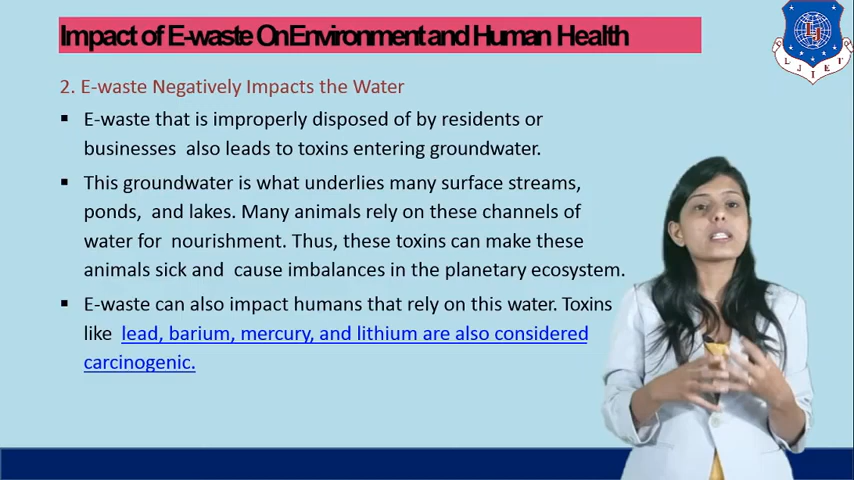 Impact of E-waste On Environment and Human Health
2. E-waste Negatively Impacts the Water
▪ E-waste that is improperly disposed of by residents or
businesses also leads to toxins entering groundwater.
▪ This groundwater is what underlies many surface streams,
ponds, and lakes. Many animals rely on these channels of
water for nourishment. Thus, these toxins can make these
animals sick and cause imbalances in the planetary ecosystem.
▪ E-waste can also impact humans that rely on this water. Toxins
like lead, barium, mercury, and lithium are also considered
carcinogenic.
LJIET